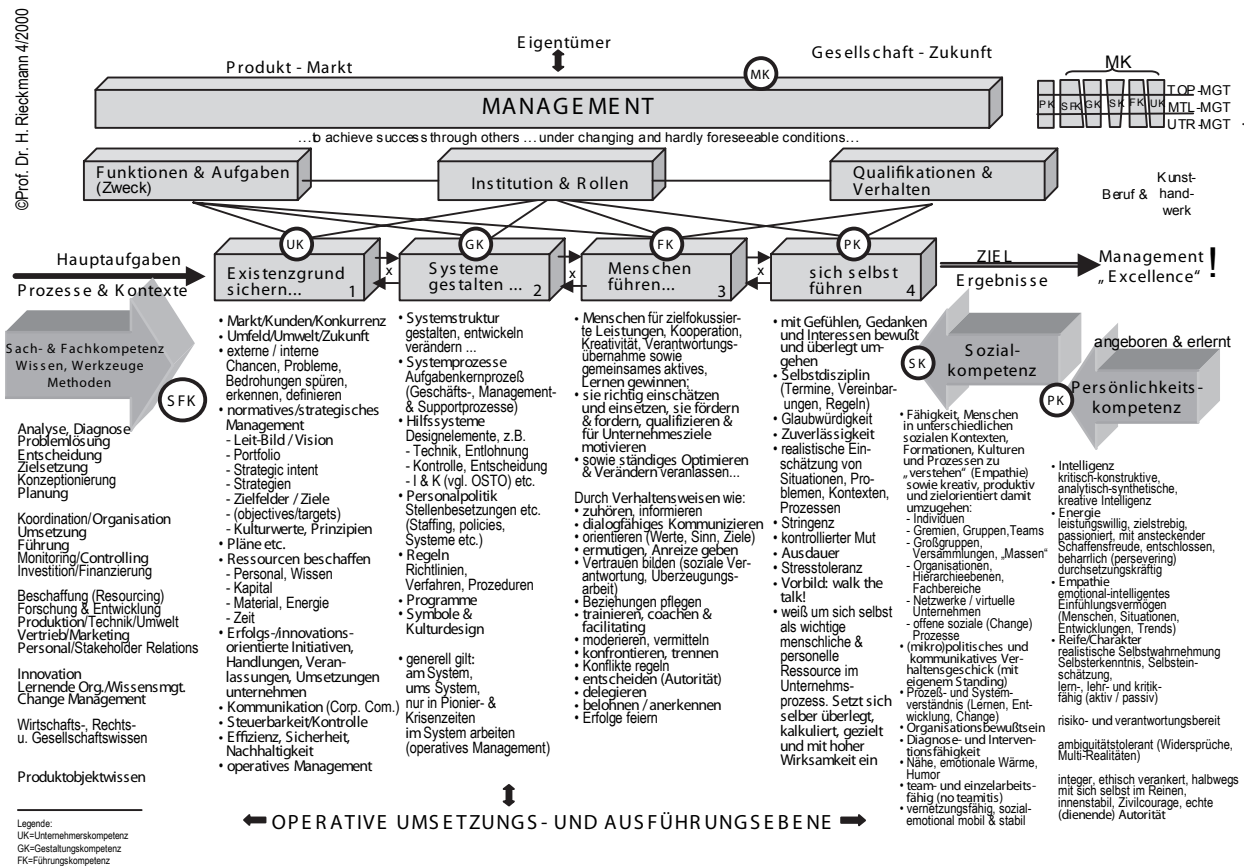 ©Prof. Dr. H. Rieckmann 4/2000
Eigentümer
Produkt - Markt
Gesellschaft - Zukunft
MK
MANAGEMENT
...to achieve success through others ... under changing and hardly foreseeable conditions...
MK
PK SFK GK SK FK UK
TOP-MGT
MTL-MGT
UTR-MGT
Funktionen & Aufgaben
(Zweck)
Institution & Rollen
Qualifikationen &
Verhalten
Beruf &
Kunst-
hand-
werk
Hauptaufgaben
Prozesse & Kontexte
UK
Existenzgrund
sichern... 1
x
GK
Systeme
gestalten ... 2
x
FK
Menschen
führen... 3
x
PK
sich selbst
führen 4
ZIEL
Ergebnisse
Management
„Excellence“ !
Sach- & Fachkompetenz
Wissen, Werkzeuge
Methoden
SFK
Analyse, Diagnose
Problemlösung
Entscheidung
Zielsetzung
Konzeptionierung
Planung
Koordination/Organisation
Umsetzung
Führung
Monitoring/Controlling
Investition/Finanzierung
Beschaffung (Resourcing)
Forschung & Entwicklung
Produktion/Technik/Umwelt
Vertrieb/Marketing
Personal/Stakeholder Relations
Innovation
Lernende Org./Wissensmgt.
Change Management
Wirtschafts-, Rechts-
u. Gesellschaftswissen
Produktobjektwissen
Legende:
UK=Unternehmerskompetenz
GK=Gestaltungskompetenz
FK=Führungskompetenz
• Markt/Kunden/Konkurrenz
• Umfeld/Umwelt/Zukunft
• externe / interne
Chancen, Probleme,
Bedrohungen spüren,
erkennen, definieren
• normatives/strategisches
Management
- Leit-Bild / Vision
- Portfolio
- Strategic intent
- Strategien
- Zielfelder / Ziele
- (objectives/targets)
- Kulturwerte, Prinzipien
• Pläne etc.
• Ressourcen beschaffen
- Personal, Wissen
- Kapital
- Material, Energie
- Zeit
• Erfolgs-/innovations-
orientierte Initiativen,
Handlungen, Veran-
lassungen, Umsetzungen
unternehmen
• Kommunikation (Corp. Com.)
• Steuerbarkeit/Kontrolle
• Effizienz, Sicherheit,
Nachhaltigkeit
• operatives Management
• Systemstruktur
gestalten, entwickeln
verändern ...
• Systemprozesse
Aufgabenkernprozeß
(Geschäfts-, Management-
& Supportprozesse)
• Hilfssysteme
Designelemente, z.B.
- Technik, Entlohnung
- Kontrolle, Entscheidung
- I & K (vgl. OSTO) etc.
• Personalpolitik
Stellenbesetzungen etc.
(Staffing, policies,
Systeme etc.)
• Regeln
Richtlinien,
Verfahren, Prozeduren
• Programme
• Symbole &
Kulturdesign
• generell gilt:
am System,
ums System,
nur in Pionier- &
Krisenzeiten
im System arbeiten
(operatives Management)
• Menschen für zielfokussier-
te Leistungen, Kooperation,
Kreativität, Verantwortungs-
übernahme sowie
gemeinsames aktives,
Lernen gewinnen;
• sie richtig einschätzen
und einsetzen, sie fördern
& fordern, qualifizieren &
für Unternehmesziele
motivieren
• sowie ständiges Optimieren
& Verändern veranlassen...
Durch Verhaltensweisen wie:
• zuhören, informieren
• dialogfähiges Kommunizieren
• orientieren (Werte, Sinn, Ziele)
• ermutigen, Anreize geben
• Vertrauen bilden (soziale Ver-
antwortung, Überzeugungs-
arbeit)
• Beziehungen pflegen
• trainieren, coachen &
facilitating
• moderieren, vermitteln
• konfrontieren, trennen
• Konflikte regeln
• entscheiden (Autorität)
• delegieren
• belohnen / anerkennen
• Erfolge feiern
• mit Gefühlen, Gedanken
und Interessen bewußt
und überlegt um-
gehen
• Selbstdisziplin
(Termine, Vereinbar-
ungen, Regeln)
• Glaubwürdigkeit
• Zuverlässigkeit
• realistische Ein-
schätzung von
Situationen, Pro-
blemen, Kontexten,
Prozessen
• Stringenz
• kontrollierter Mut
• Ausdauer
• Stresstoleranz
• Vorbild: walk the
talk!
• weiß um sich selbst
als wichtige
menschliche &
personelle
Ressource im
Unternehms-
prozess. Setzt sich
selber überlegt,
kalkuliert, gezielt
und mit hoher
Wirksamkeit ein
SK
Sozial-
kompetenz
• Fähigkeit, Menschen
in unterschiedlichen
sozialen Kontexten,
Formationen, Kulturen
und Prozessen zu
„verstehen“ (Empathie)
sowie kreativ, produktiv
und zielorientiert damit
umzugehen:
- Individuen
- Gremien, Gruppen,Teams
- Großgruppen,
Versammlungen, „Massen“
- Organisationen,
Hierarchieebenen,
Fachbereiche
- Netzwerke / virtuelle
Unternehmen
- offene soziale (Change)
Prozesse
• (mikro)politisches und
kommunikatives Ver-
haltensgeschick (mit
eigenem Standing)
• Prozeß- und System-
verständnis (Lernen, Ent-
wicklung, Change)
• Organisationsbewußtsein
• Diagnose- und Interven-
tionsfähigkeit
• Nähe, emotionale Wärme,
Humor
• team- und einzelarbeits-
fähig (no teamitis)
• vernetzungsfähig, sozial-
emotional mobil & stabil
angeboren & erlernt
PK
Persönlichkeits-
kompetenz
• Intelligenz
kritisch-konstruktive,
analytisch-synthetische,
kreative Intelligenz
• Energie
leistungswillig, zielstrebig,
passioniert, mit ansteckender
Schaffensfreude, entschlossen,
beharrlich (persevering)
durchsetzungskräftig
• Empathie
emotional-intelligentes
Einfühlungsvermögen
(Menschen, Situationen,
Entwicklungen, Trends)
• Reife/Charakter
realistische Selbstwahrnehmung
Selbsterkenntnis, Selbstein-
schätzung,
lern-, lehr- und kritik-
fähig (aktiv / passiv)
risiko- und verantwortungsbereit
ambiguitätstolerant (Widersprüche,
Multi-Realitäten)
integer, ethisch verankert, halbwegs
mit sich selbst im Reinen,
innenstabil, Zivilcourage, echte
(dienende) Autorität
OPERATIVE UMSETZUNGS- UND AUSFÜHRUNGSEBENE